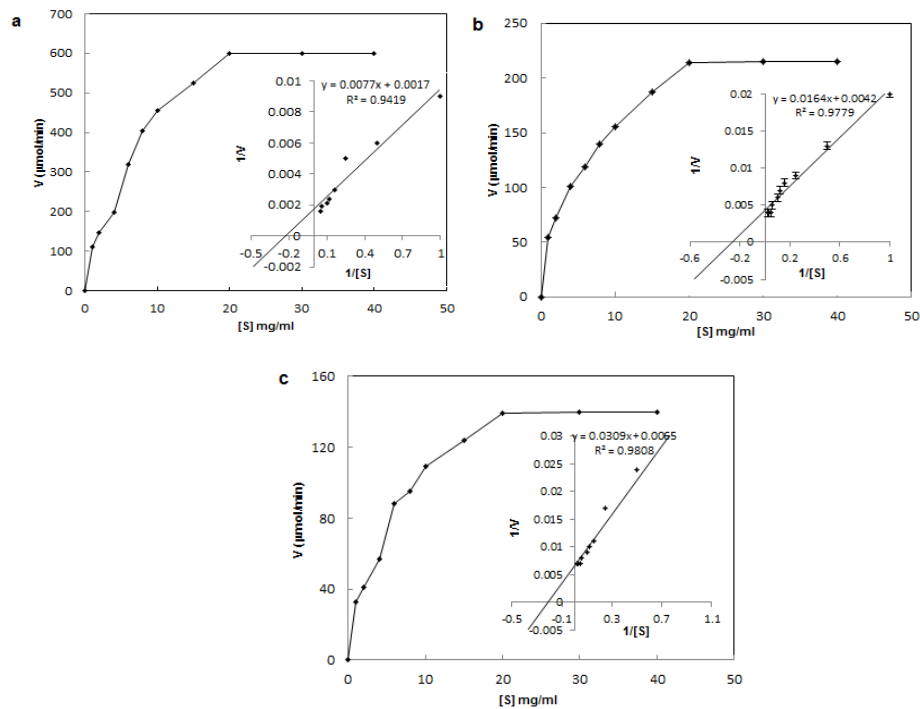 a
700
600
500
400
300
200
100
0
V (µmol/min)
0 10 20 30 40 50
[S] mg/ml
0.01
0.008
0.006
0.004
0.002
0
-0.002
1/V
y = 0.0077x + 0.0017
R² = 0.9419
-0.5 -0.2 0.1 0.4 0.7 1
1/[S]
b
250
200
150
100
50
0
V (µmol/min)
0 10 20 30 40 50
[S] mg/ml
0.02
0.015
0.01
0.005
0
-0.005
1/V
y = 0.0164x + 0.0042
R² = 0.9779
-0.6 -0.2 0.2 0.6 1
1/[S]
c
160
120
80
40
0
V (µmol/min)
0 10 20 30 40 50
[S] mg/ml
0.03
0.025
0.02
0.015
0.01
0.005
0
-0.005
1/V
y = 0.0309x + 0.0065
R² = 0.9808
-0.5 -0.1 0.3 0.7 1.1
1/[S]